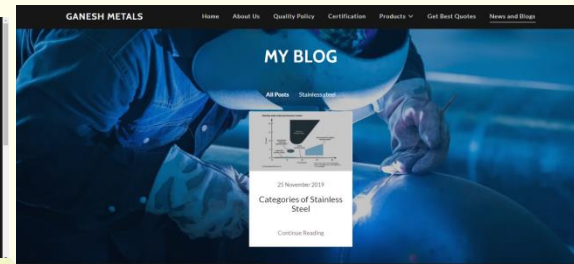 GANESH METALS
Home About Us Quality Policy Certification Products Get Best Quotes News and Blogs
MY BLOG
All Posts Stainless steel
25 November 2019
Categories of Stainless
Steel
Continue Reading